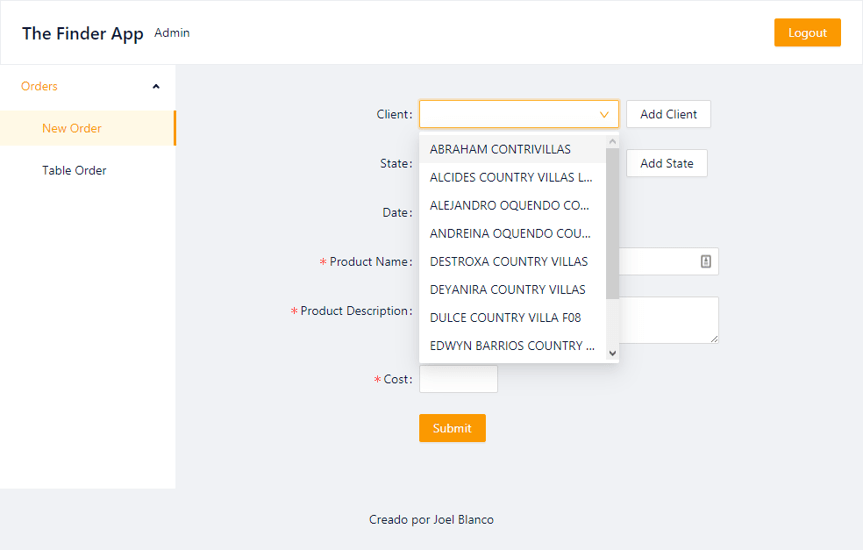 The Finder App Admin Logout
Orders
New Order
Table Order
Client: Add Client
ABRAHAM CONTRIVILLAS
ALCIDES COUNTRY VILLAS L...
ALEJANDRO OQUENDO CO...
ANDREINA OQUENDO COU...
DESTROXA COUNTRY VILLAS
DEYANIRA COUNTRY VILLAS
DULCE COUNTRY VILLA F08
EDWYN BARRIOS COUNTRY ...
State: Add State
Date:
* Product Name:
* Product Description:
* Cost:
Submit
Creado por Joel Blanco